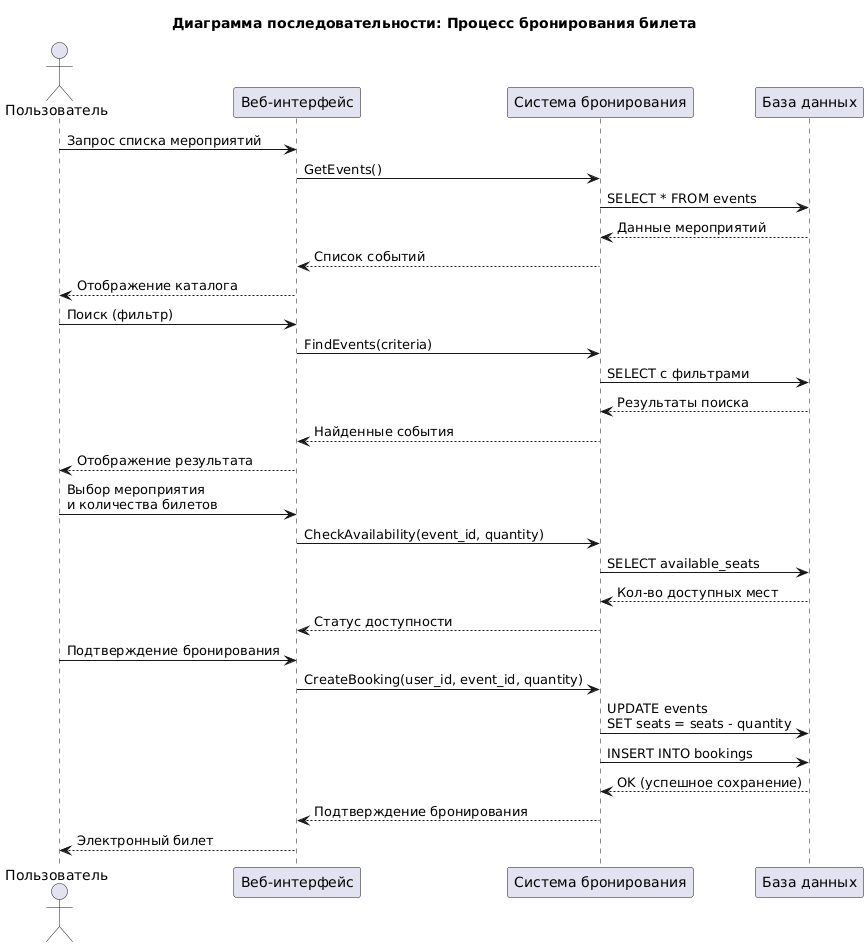 Диаграмма последовательности: Процесс бронирования билета
Пользователь
Веб-интерфейс
Система бронирования
База данных
Запрос списка мероприятий
GetEvents()
SELECT * FROM events
Данные мероприятий
Список событий
Отображение каталога
Поиск (фильтр)
FindEvents(criteria)
SELECT с фильтрами
Результаты поиска
Найденные события
Отображение результата
Выбор мероприятия
и количества билетов
CheckAvailability(event_id, quantity)
SELECT available_seats
Кол-во доступных мест
Статус доступности
Подтверждение бронирования
CreateBooking(user_id, event_id, quantity)
UPDATE events
SET seats = seats - quantity
INSERT INTO bookings
OK (успешное сохранение)
Подтверждение бронирования
Электронный билет
Пользователь
Веб-интерфейс
Система бронирования
База данных